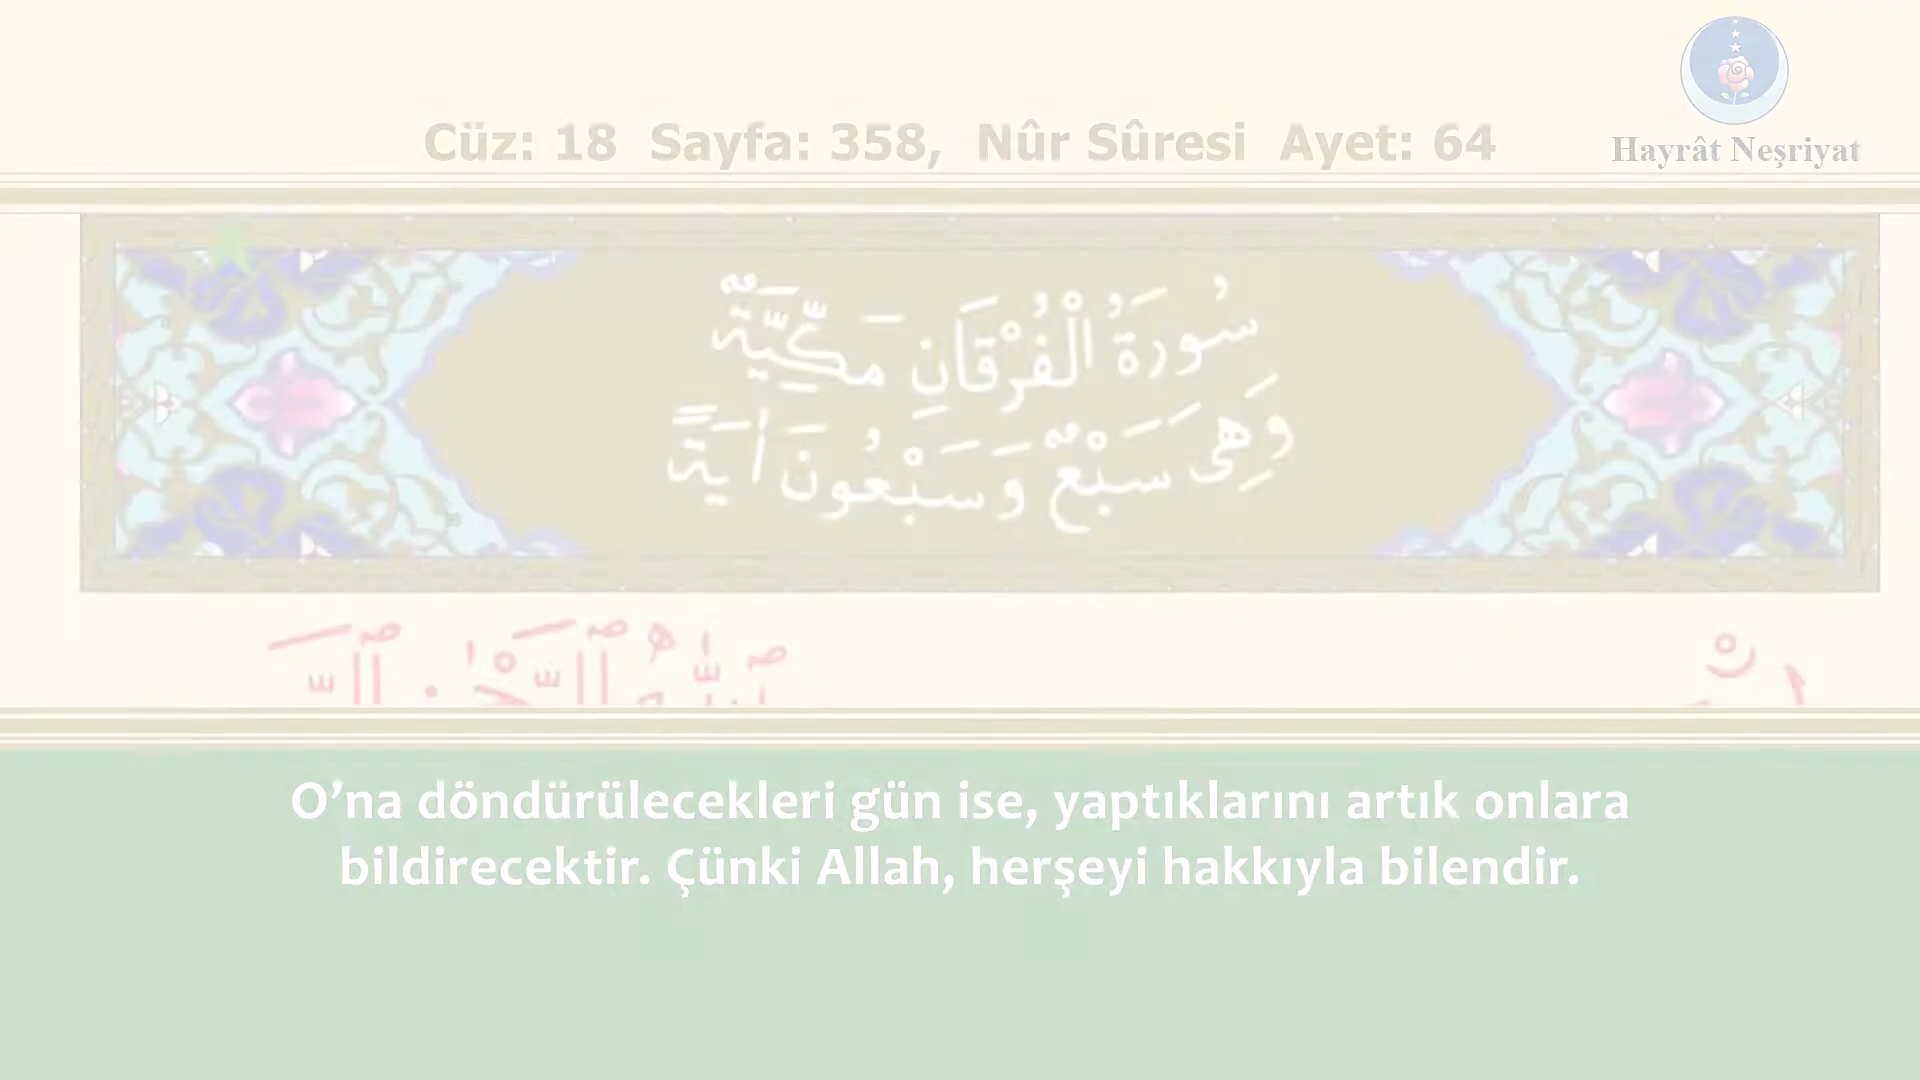 Cüz: 18 Sayfa: 358, Nûr Sûresi Ayet: 64
Hayrât Neşriyat
سُورَةُ الْفُرْقَانِ مَكِّيَّةٌ
وَهِىَ سَبْعٌ وَسَبْعُونَ اٰيَةً
O’na döndürülecekleri gün ise, yaptıklarını artık onlara
bildirecektir. Çünki Allah, herşeyi hakkıyla bilendir.